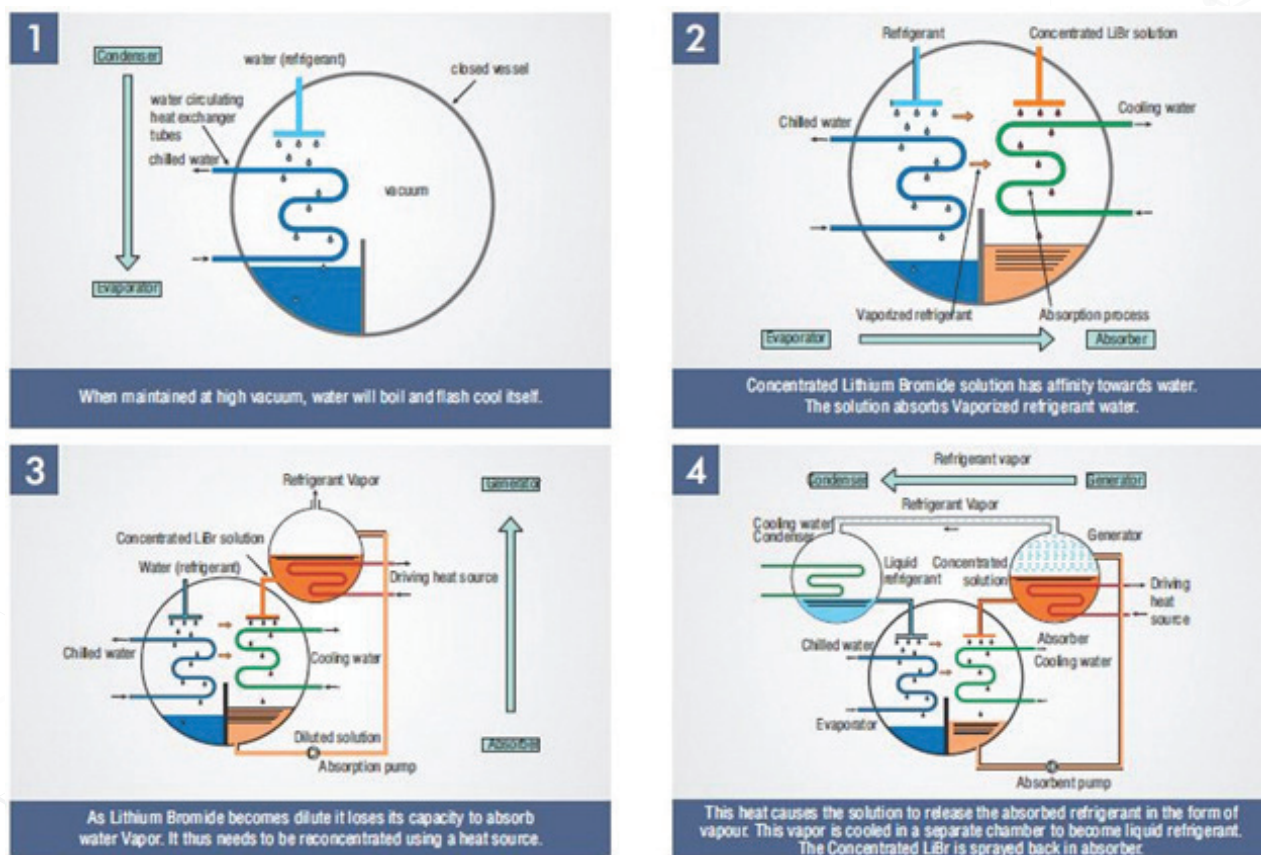 1
Condenser
water (refrigerant)
closed vessel
water circulating
heat exchanger
tubes
chilled water
vacuum
Evaporator
When maintained at high vacuum, water will boil and flash cool itself.
2
Refrigerant
Concentrated LiBr solution
Cooling water
Chilled water
Vaporized refrigerant
Absorption process
Evaporator
Absorber
Concentrated Lithium Bromide solution has affinity towards water.
The solution absorbs Vaporized refrigerant water.
3
Refrigerant Vapor
Generator
Concentrated LiBr solution
Water (refrigerant)
Driving heat source
Chilled water
Cooling water
Diluted solution
Absorption pump
Absorber
As Lithium Bromide becomes dilute it loses its capacity to absorb
water Vapor. It thus needs to be reconcentrated using a heat source.
4
Refrigerant vapor
Condenser
Generator
Refrigerant Vapor
Cooling water
Condenser
Generator
Liquid
refrigerant
Concentrated
solution
Driving
heat
source
Chilled water
Absorber
Cooling water
Evaporator
Absorbent pump
This heat causes the solution to release the absorbed refrigerant in the form of
vapour. This vapor is cooled in a separate chamber to become liquid refrigerant.
The Concentrated LiBr is sprayed back in absorber.